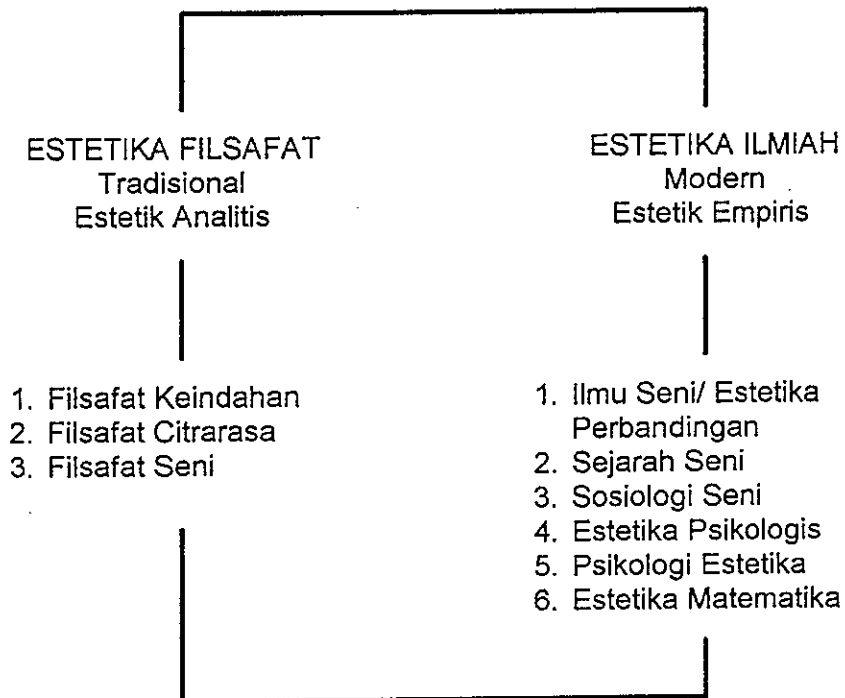 ESTETIKA FILSAFAT
Tradisional
Estetik Analitis
1. Filsafat Keindahan
2. Filsafat Citrarasa
3. Filsafat Seni
ESTETIKA ILMIAH
Modern
Estetik Empiris
1. Ilmu Seni/ Estetika
Perbandingan
2. Sejarah Seni
3. Sosiologi Seni
4. Estetika Psikologis
5. Psikologi Estetika
6. Estetika Matematika